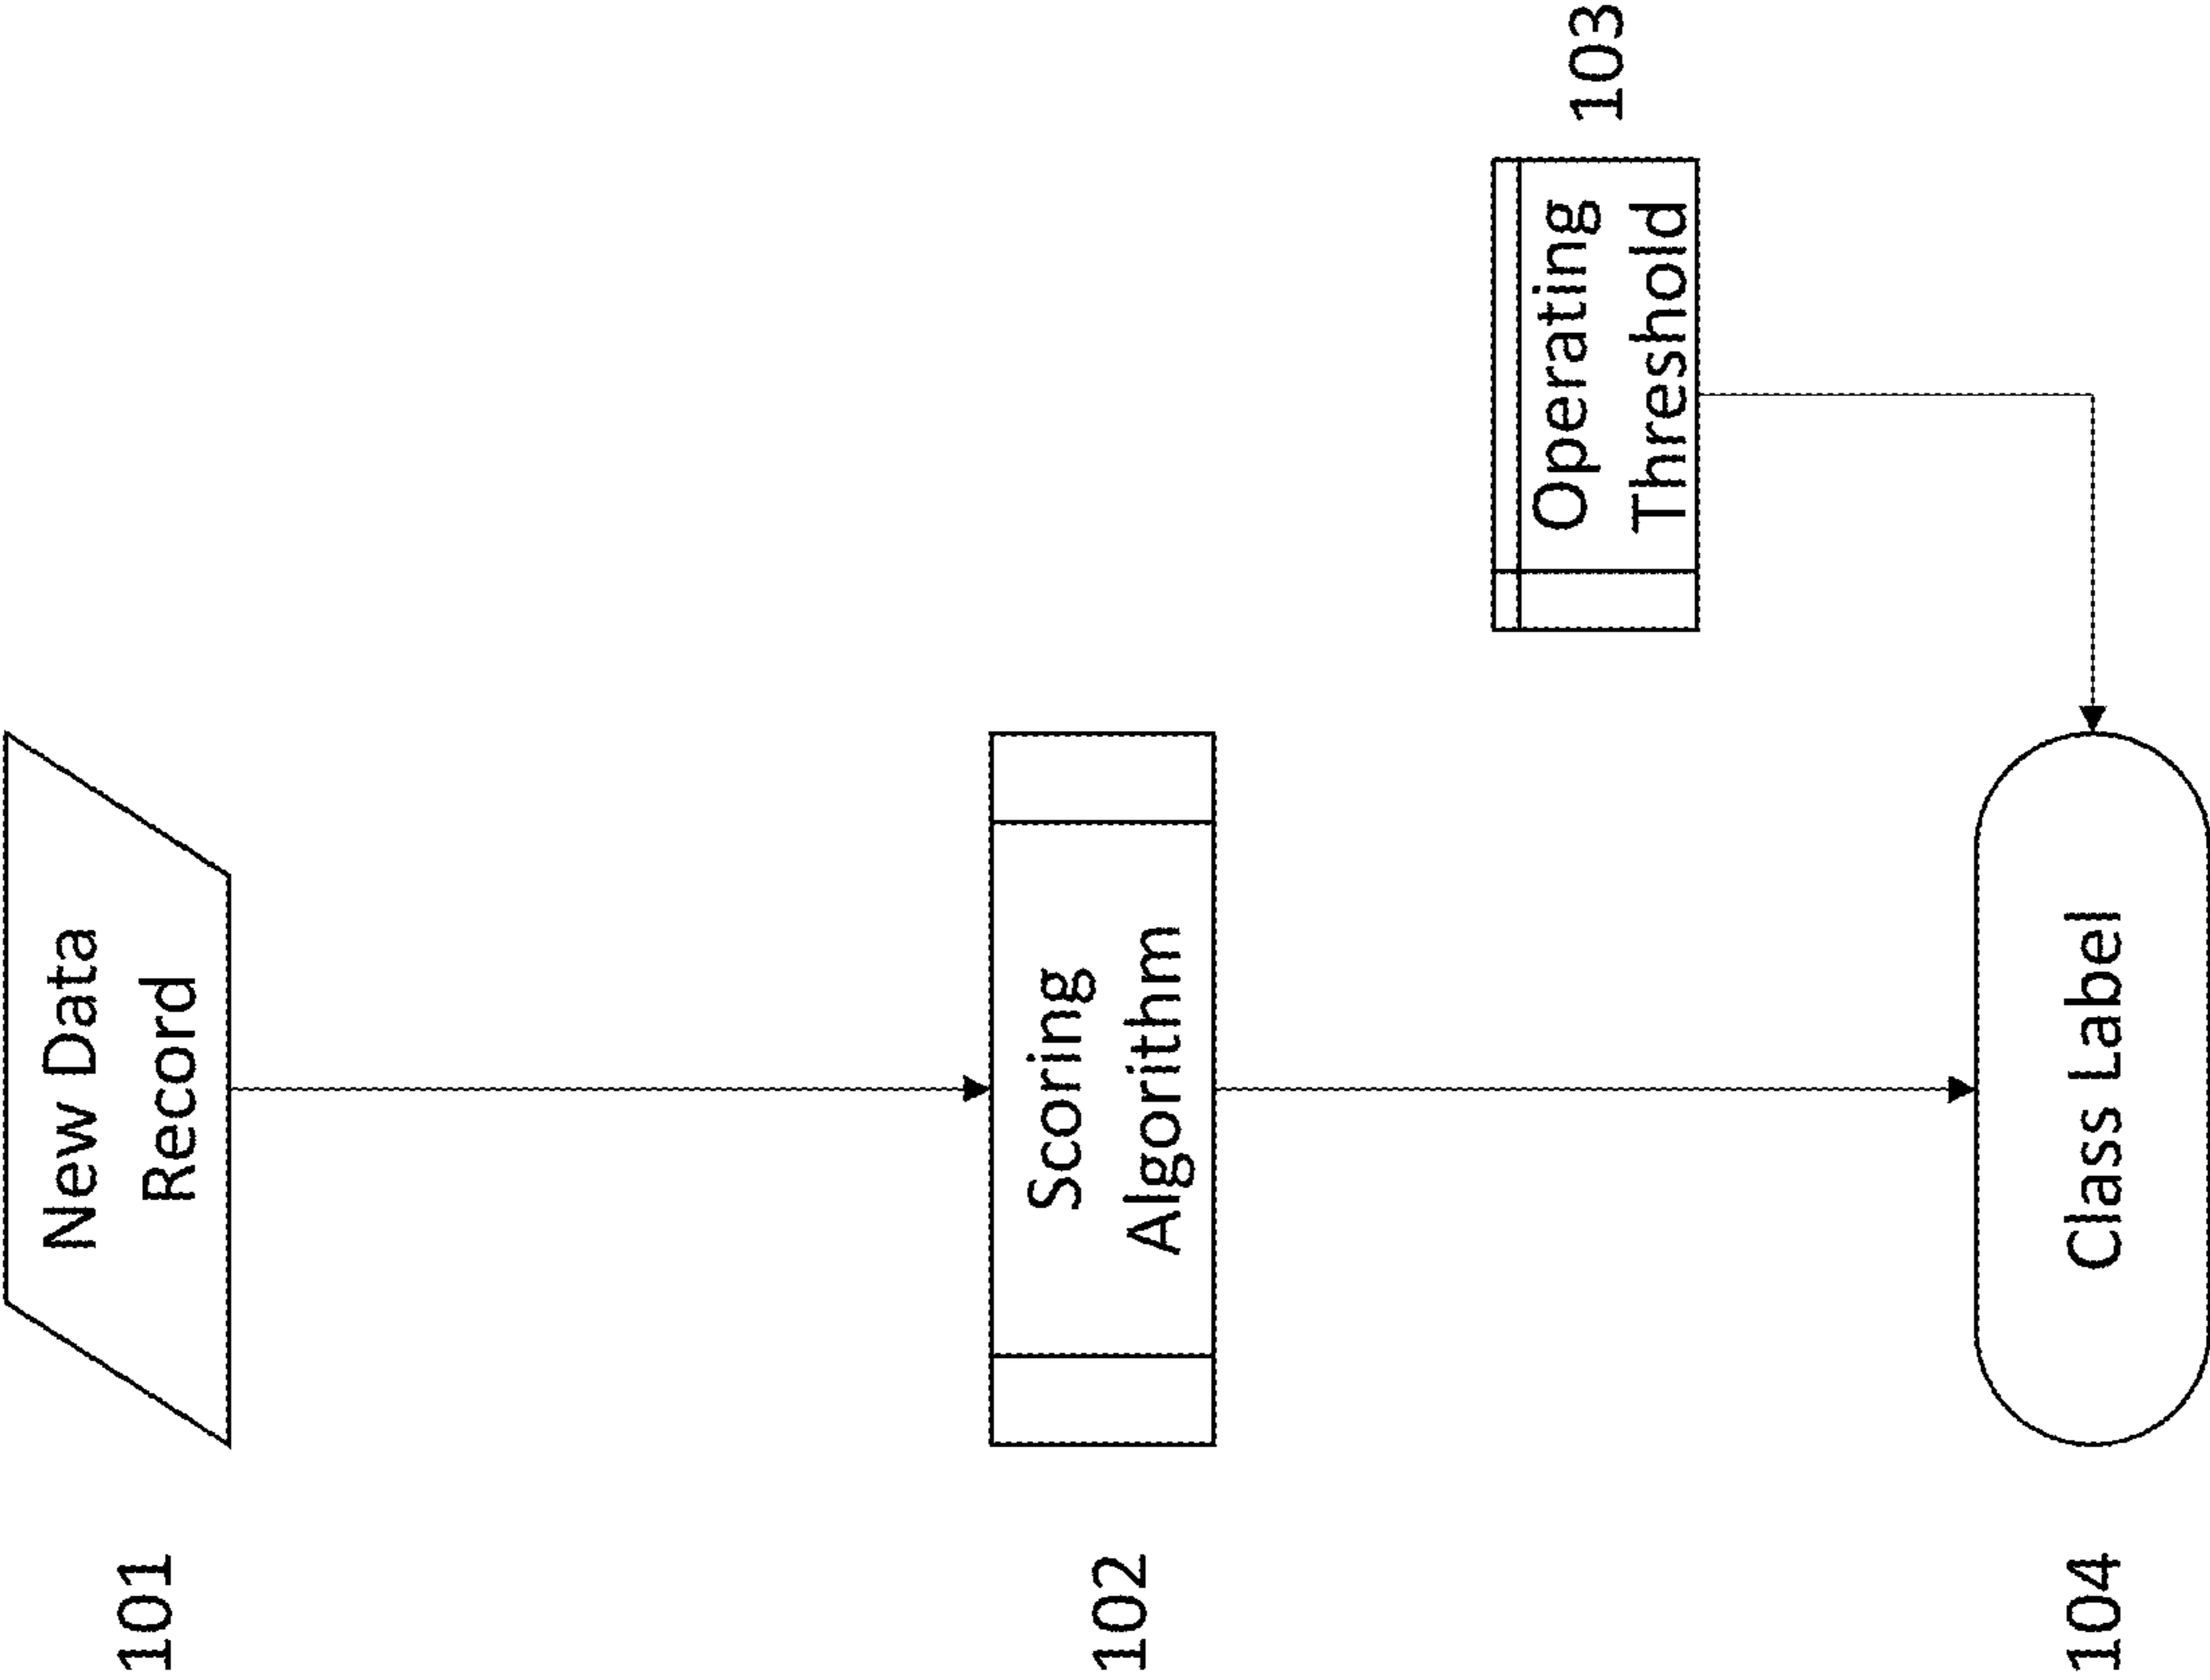 101
New Data
Record
102
Scoring
Algorithm
103
Operating
Threshold
104
Class Label